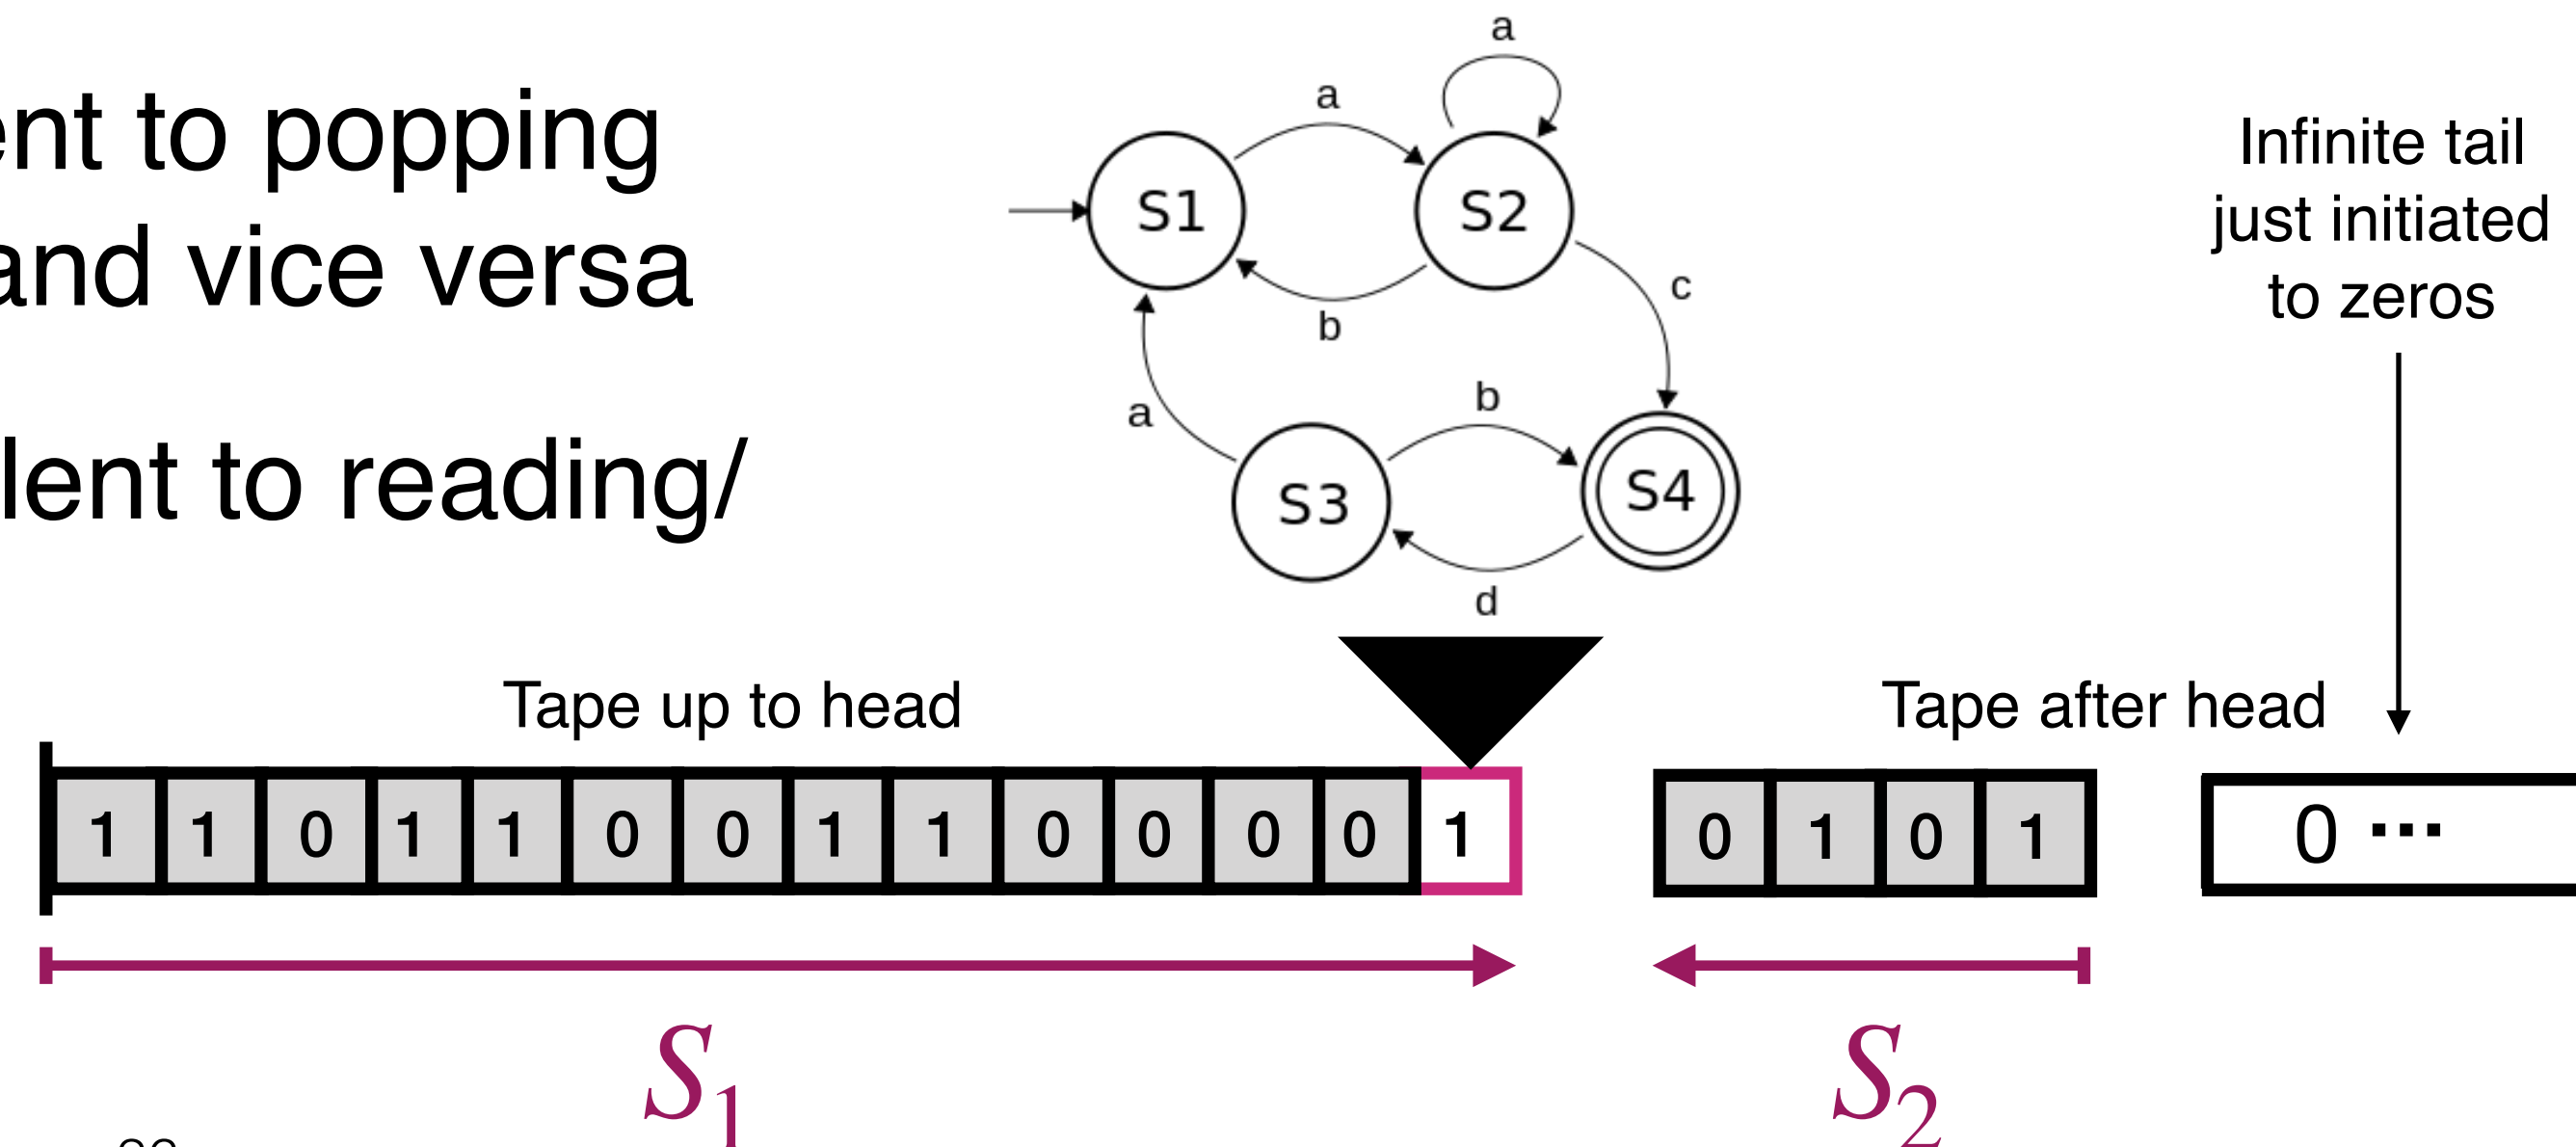 to popping
and vice versa
to reading/
a
a
S1
S2
c
b
a
b
S3
S4
d
Infinite tail
just initiated
to zeros
Tape up to head
Tape after head
1 1 0 1 1 0 0 1 1 0 0 0 0 1
0 1 0 1
0 ...
S1
S2